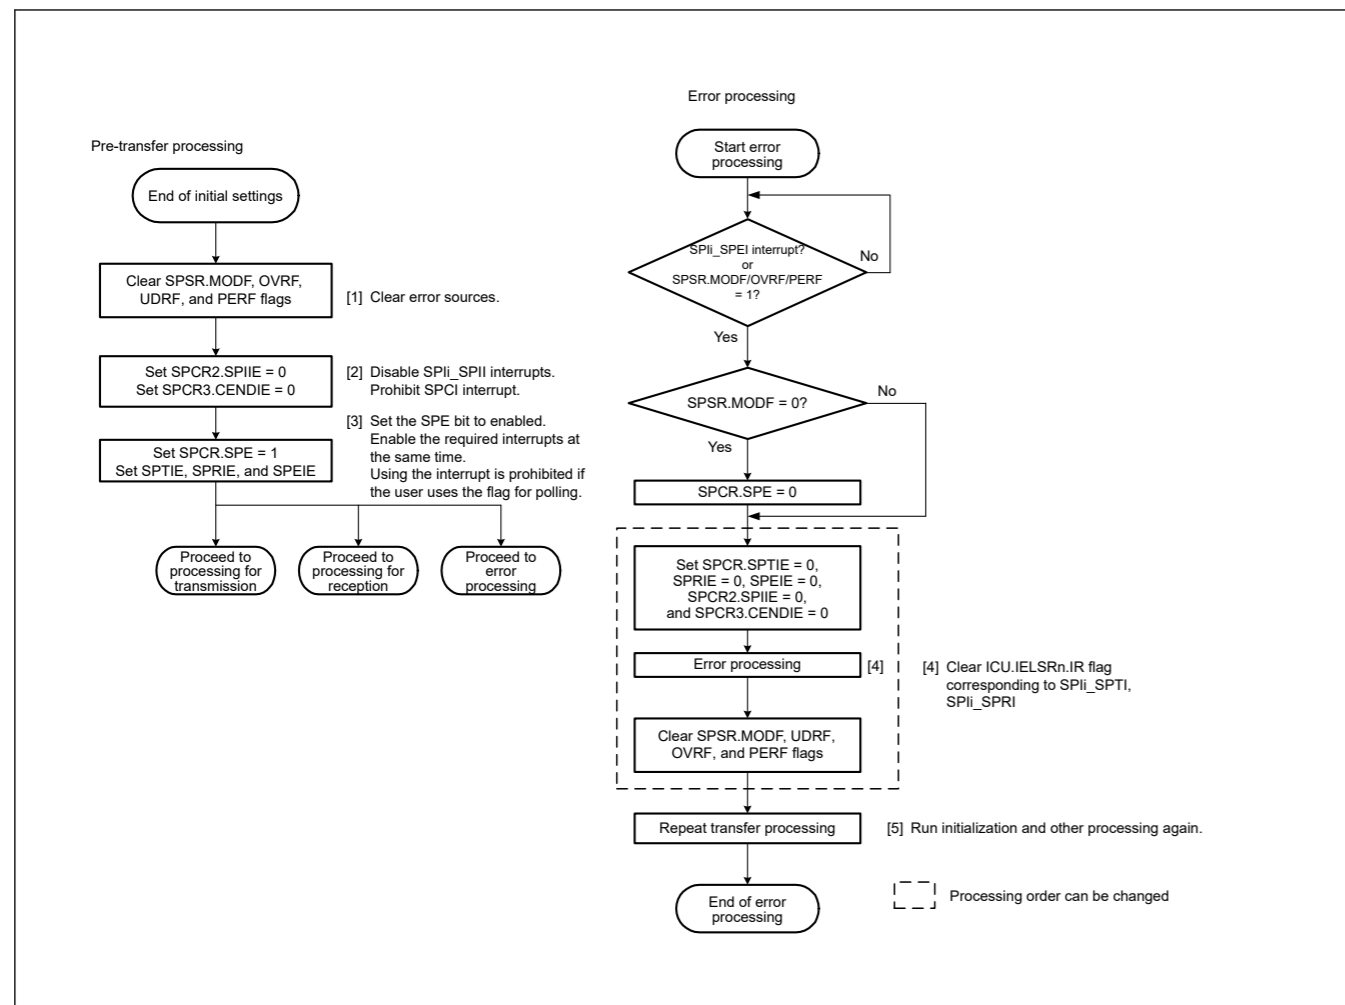 Pre-transfer processing
End of initial settings
Clear SPSR.MODF, OVRF,
UDRF, and PERF flags
[1] Clear error sources.
Set SPCR2.SPIIE = 0
Set SPCR3.CENDIE = 0
[2] Disable SPIi_SPII interrupts.
Prohibit SPCI interrupt.
Set SPCR.SPE = 1
Set SPTIE, SPRIE, and SPEIE
[3] Set the SPE bit to enabled.
Enable the required interrupts at
the same time.
Using the interrupt is prohibited if
the user uses the flag for polling.
Proceed to
processing for
transmission
Proceed to
processing for
reception
Proceed to
error
processing
Error processing
Start error
processing
SPIi_SPEI interrupt?
or
SPSR.MODF/OVRF/PERF
= 1?
No
Yes
SPSR.MODF = 0?
No
Yes
SPCR.SPE = 0
Set SPCR.SPTIE = 0,
SPRIE = 0, SPEIE = 0,
SPCR2.SPIIE = 0,
and SPCR3.CENDIE = 0
Error processing
[4]
[4] Clear ICU.IELSRn.IR flag
corresponding to SPIi_SPTI,
SPIi_SPRI
Clear SPSR.MODF, UDRF,
OVRF, and PERF flags
Repeat transfer processing
[5] Run initialization and other processing again.
End of error
processing
Processing order can be changed